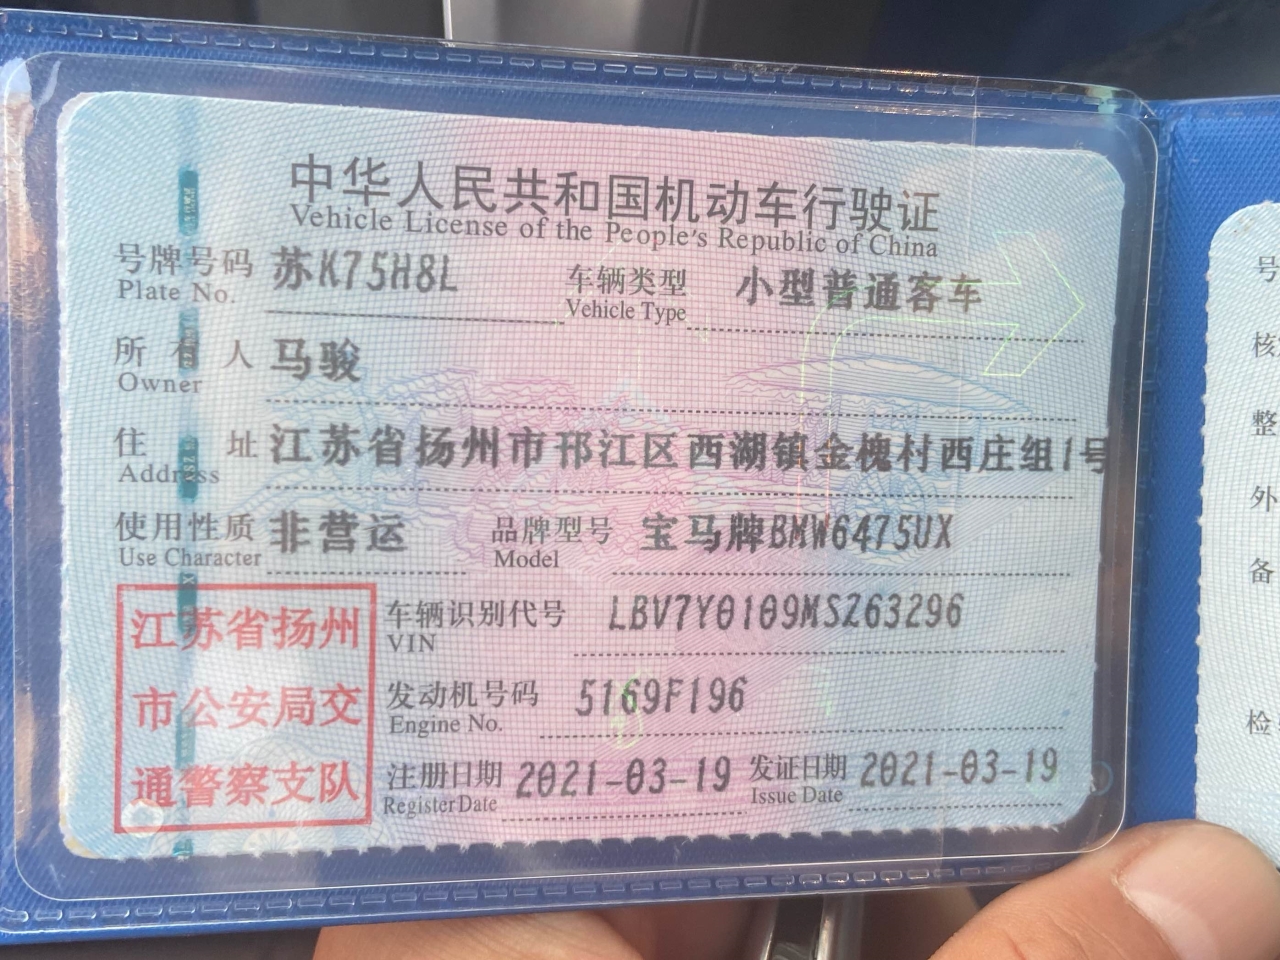 中华人民共和国机动车行驶证
Vehicle License of the People's Republic of China
号牌号码 苏K75H8L 车辆类型 小型普通客车
Plate No. Vehicle Type
所有人 马骏
Owner
住址 江苏省扬州市邗江区西湖镇金槐村西庄组1号
Address
使用性质 非营运 品牌型号 宝马牌BMW6475UX
Use Character Model
江苏省扬州
市公安局交
通警察支队
车辆识别代号 LBV7Y0109MSZ63296
VIN
发动机号码 5169F196
Engine No.
注册日期 2021-03-19 发证日期 2021-03-19
Register Date Issue Date
号
核
整
外
备
检